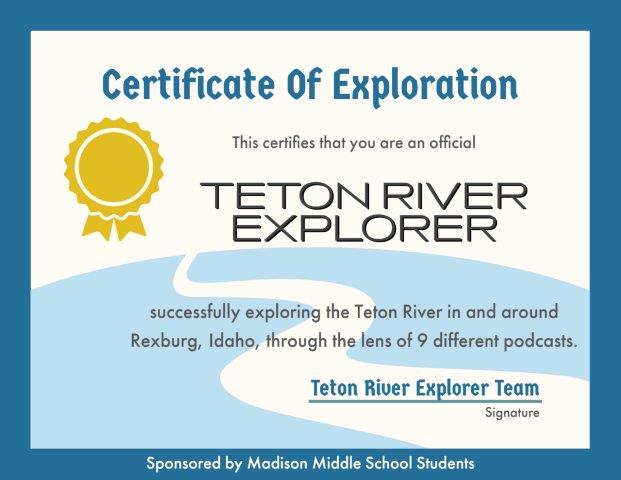 Certificate Of Exploration
This certifies that you are an official
TETON RIVER
EXPLORER
successfully exploring the Teton River in and around
Rexburg, Idaho, through the lens of 9 different podcasts.
Teton River Explorer Team
Signature
Sponsored by Madison Middle School Students